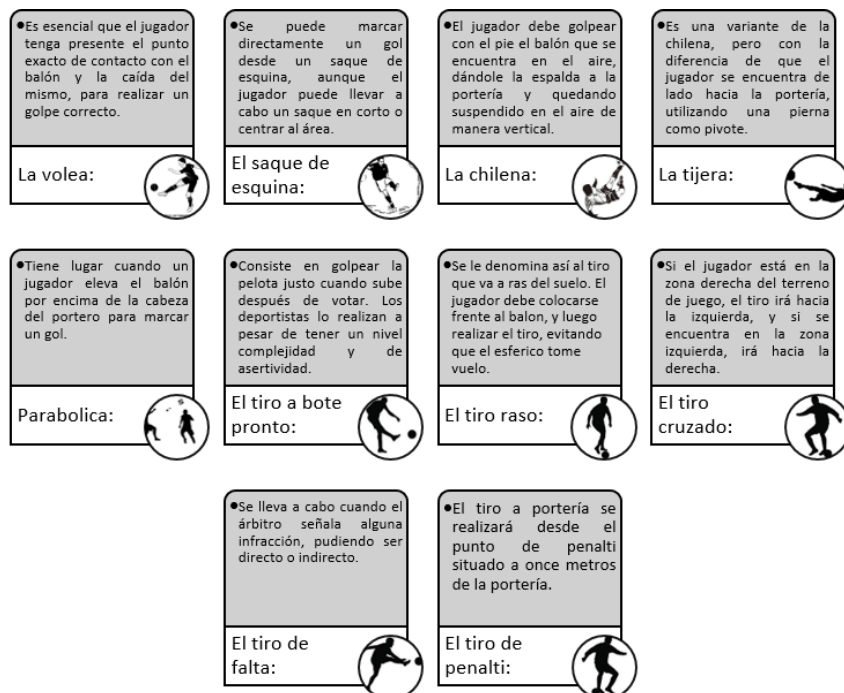 •Es esencial que el jugador
tenga presente el punto
exacto de contacto con el
balón y la caída del
mismo, para realizar un
golpe correcto.
La volea:
•Se puede marcar
directamente un gol
desde un saque de
esquina, aunque el
jugador puede llevar a
cabo un saque en corto o
centrar al área.
El saque de
esquina:
•El jugador debe golpear
con el pie el balón que se
encuentra en el aire,
dándole la espalda a la
portería y quedando
suspendido en el aire de
manera vertical.
La chilena:
•Es una variante de la
chilena, pero con la
diferencia de que el
jugador se encuentra de
lado hacia la portería,
utilizando una pierna
como pivote.
La tijera:
•Tiene lugar cuando un
jugador eleva el balón
por encima de la cabeza
del portero para marcar
un gol.
Parabolica:
•Consiste en golpear la
pelota justo cuando sube
después de votar. Los
deportistas lo realizan a
pesar de tener un nivel
complejidad y de
asertividad.
El tiro a bote
pronto:
•Se le denomina así al tiro
que va a ras del suelo. El
jugador debe colocarse
frente al balon, y luego
realizar el tiro, evitando
que el esferico tome
vuelo.
El tiro raso:
•Si el jugador está en la
zona derecha del terreno
de juego, el tiro irá hacia
la izquierda, y si se
encuentra en la zona
izquierda, irá hacia la
derecha.
El tiro
cruzado:
•Se lleva a cabo cuando el
árbitro señala alguna
infracción, pudiendo ser
directo o indirecto.
El tiro de
falta:
•El tiro a portería se
realizará desde el
punto de penalti
situado a once metros
de la portería.
El tiro de
penalti: